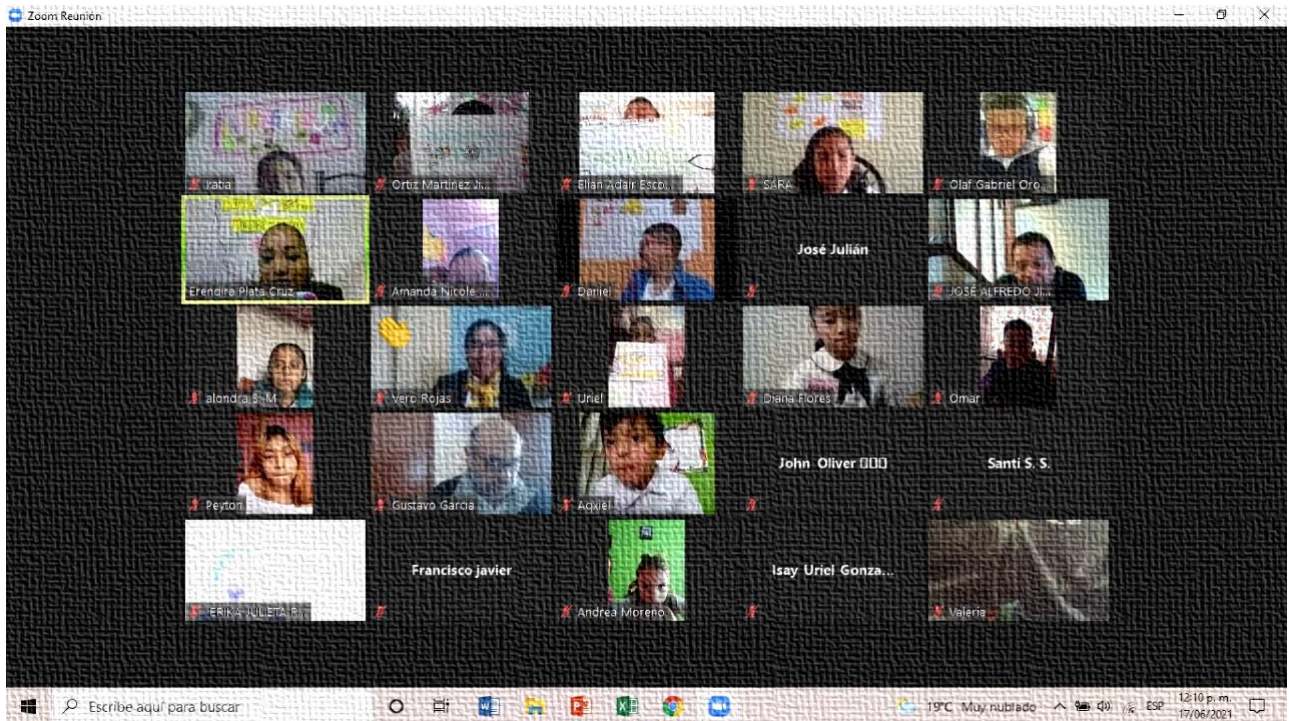 Zoom Reunión
katia
Ortiz Martinez Ji...
Elian Adair Esco...
SARA
Olaf Gabriel Oro...
Erendira Plata Cruz
Amanda Nicole ...
Daniel
José Julián
JOSÉ ALFREDO JI...
alondra S
Vero Rojas
Uriel
Diana Flores
Omar
Peyton
Gustavo Garcia
Aqxiel
John Oliver
Santi S. S.
ERIKA JULIETA
Francisco javier
Andrea Moreno
Isay Uriel Gonza...
Valeria
Escribe aquí para buscar
19°C Muy nublado
ESP
12:10 p. m.
17/06/2021